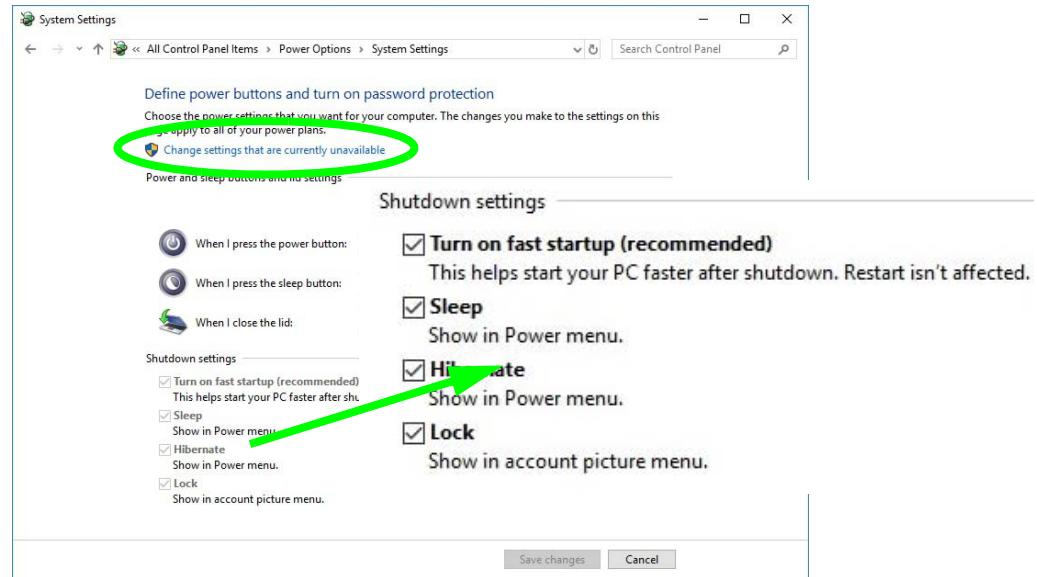 System Settings
« All Control Panel Items › Power Options › System Settings
Search Control Panel
Define power buttons and turn on password protection
Choose the power settings that you want for your computer. The changes you make to the settings on this
page apply to all of your power plans.
Change settings that are currently unavailable
Power and sleep buttons and lid settings
When I press the power button:
When I press the sleep button:
When I close the lid:
Shutdown settings
Turn on fast startup (recommended)
This helps start your PC faster after shu
Sleep
Show in Power menu.
Hibernate
Show in Power menu.
Lock
Show in account picture menu.
Shutdown settings
Turn on fast startup (recommended)
This helps start your PC faster after shutdown. Restart isn't affected.
Sleep
Show in Power menu.
Hibernate
Show in Power menu.
Lock
Show in account picture menu.
Save changes
Cancel